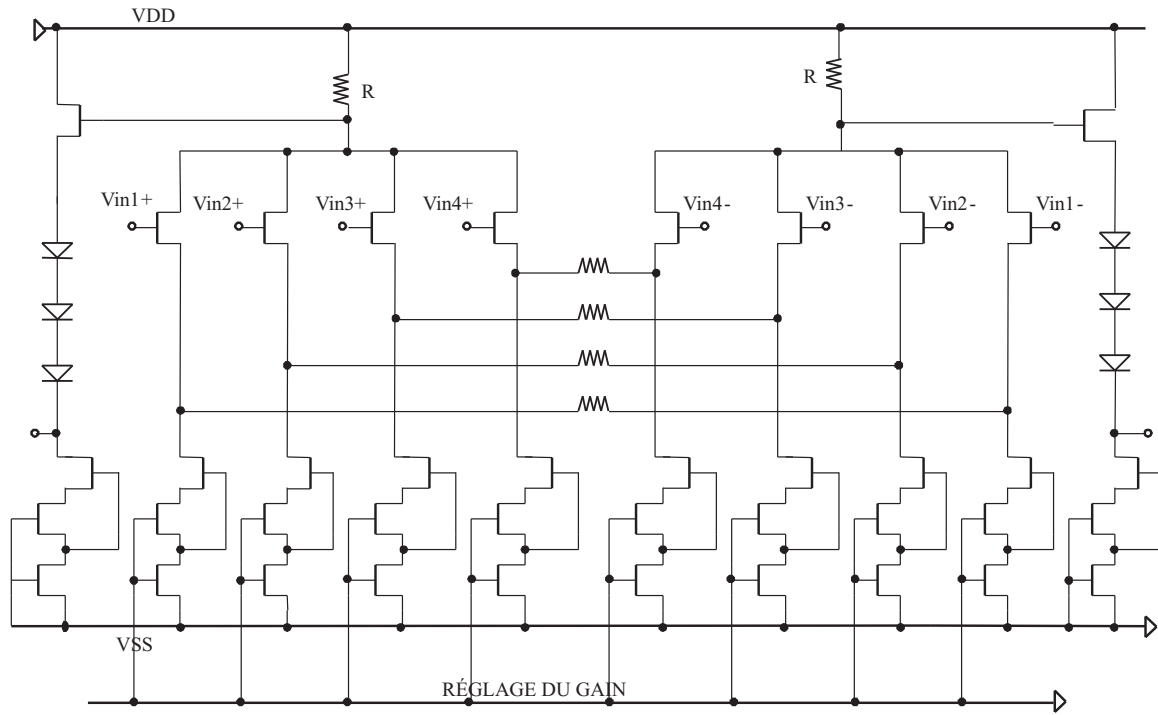 VDD
R
R
Vin1+
Vin2+
Vin3+
Vin4+
Vin4-
Vin3-
Vin2-
Vin1-
VSS
RÉGLAGE DU GAIN